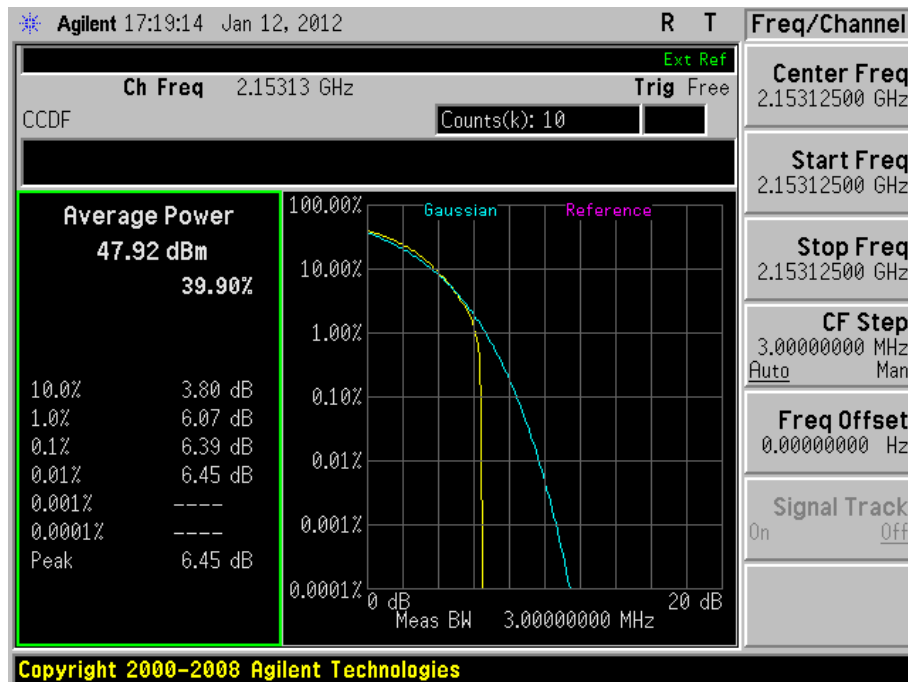 Agilent 17:19:14 Jan 12, 2012 R T
Ext Ref
Ch Freq 2.15313 GHz Trig Free
CCDF Counts(k): 10
Average Power
47.92 dBm
39.90%
10.0% 3.80 dB
1.0% 6.07 dB
0.1% 6.39 dB
0.01% 6.45 dB
0.001% ----
0.0001% ----
Peak 6.45 dB
Gaussian Reference
100.00%
10.00%
1.00%
0.10%
0.01%
0.001%
0.0001%
0 dB 20 dB
Meas BW 3.00000000 MHz
Freq/Channel
Center Freq
2.15312500 GHz
Start Freq
2.15312500 GHz
Stop Freq
2.15312500 GHz
CF Step
3.00000000 MHz
Auto Man
Freq Offset
0.00000000 Hz
Signal Track
On Off
Copyright 2000-2008 Agilent Technologies